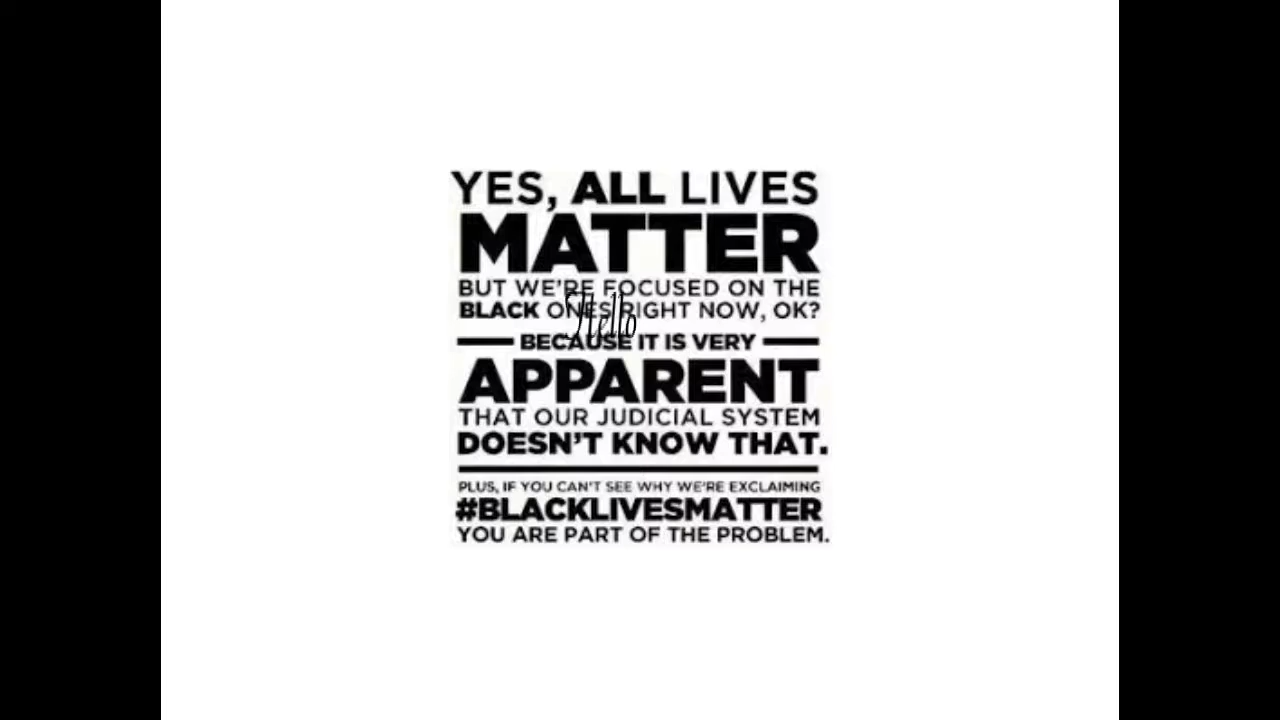 YES, ALL LIVES
MATTER
BUT WE'RE FOCUSED ON THE
BLACK ONES RIGHT NOW, OK?
Hello
BECAUSE IT IS VERY
APPARENT
THAT OUR JUDICIAL SYSTEM
DOESN'T KNOW THAT.
PLUS, IF YOU CAN'T SEE WHY WE'RE EXCLAIMING
#BLACKLIVESMATTER
YOU ARE PART OF THE PROBLEM.